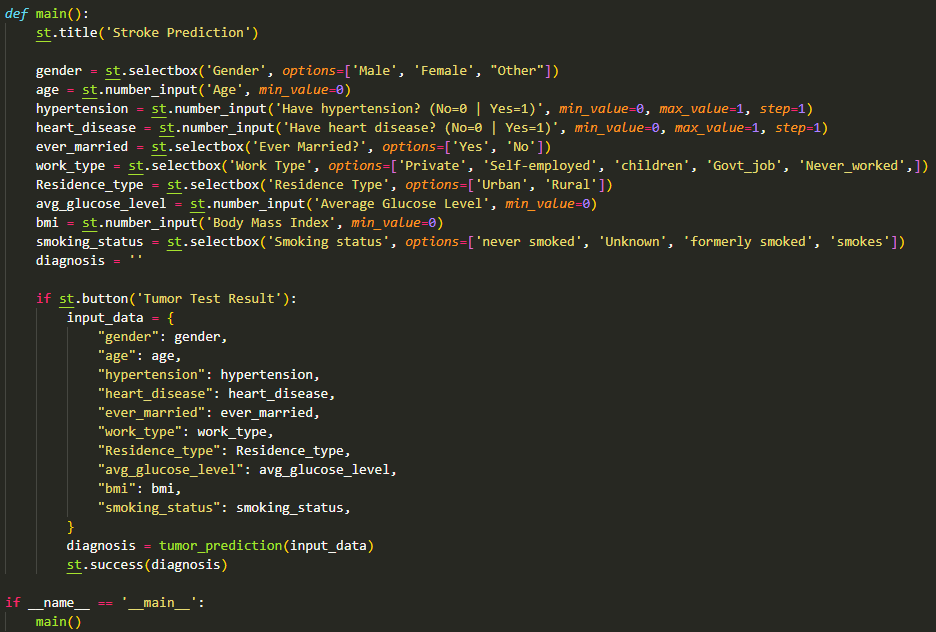 def main():
    st.title('Stroke Prediction')

    gender = st.selectbox('Gender', options=['Male', 'Female', "Other"])
    age = st.number_input('Age', min_value=0)
    hypertension = st.number_input('Have hypertension? (No=0 | Yes=1)', min_value=0, max_value=1, step=1)
    heart_disease = st.number_input('Have heart disease? (No=0 | Yes=1)', min_value=0, max_value=1, step=1)
    ever_married = st.selectbox('Ever Married?', options=['Yes', 'No'])
    work_type = st.selectbox('Work Type', options=['Private', 'Self-employed', 'children', 'Govt_job', 'Never_worked',])
    Residence_type = st.selectbox('Residence Type', options=['Urban', 'Rural'])
    avg_glucose_level = st.number_input('Average Glucose Level', min_value=0)
    bmi = st.number_input('Body Mass Index', min_value=0)
    smoking_status = st.selectbox('Smoking status', options=['never smoked', 'Unknown', 'formerly smoked', 'smokes'])
    diagnosis = ''

    if st.button('Tumor Test Result'):
        input_data = {
            "gender": gender,
            "age": age,
            "hypertension": hypertension,
            "heart_disease": heart_disease,
            "ever_married": ever_married,
            "work_type": work_type,
            "Residence_type": Residence_type,
            "avg_glucose_level": avg_glucose_level,
            "bmi": bmi,
            "smoking_status": smoking_status,
        }
        diagnosis = tumor_prediction(input_data)
        st.success(diagnosis)

if __name__ == '__main__':
    main()